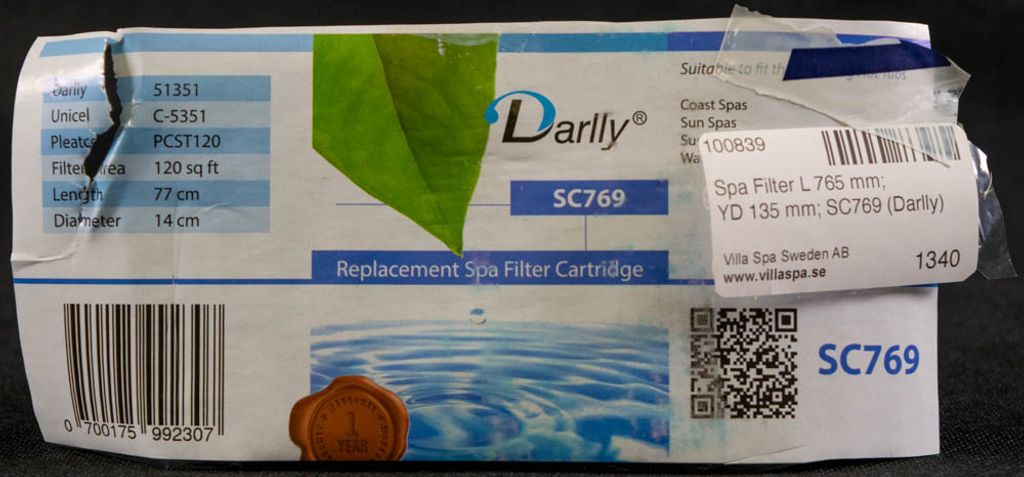 Darlly 51351
Unicel C-5351
Pleatco PCST120
Filter Area 120 sq ft
Length 77 cm
Diameter 14 cm
0 700175 992307
Darlly®
SC769
Replacement Spa Filter Cartridge
1
YEAR
Suitable to fit
Coast Spas
Sun Spas
100839
Spa Filter L 765 mm;
YD 135 mm; SC769 (Darlly)
Villa Spa Sweden AB
1340
www.villaspa.se
SC769